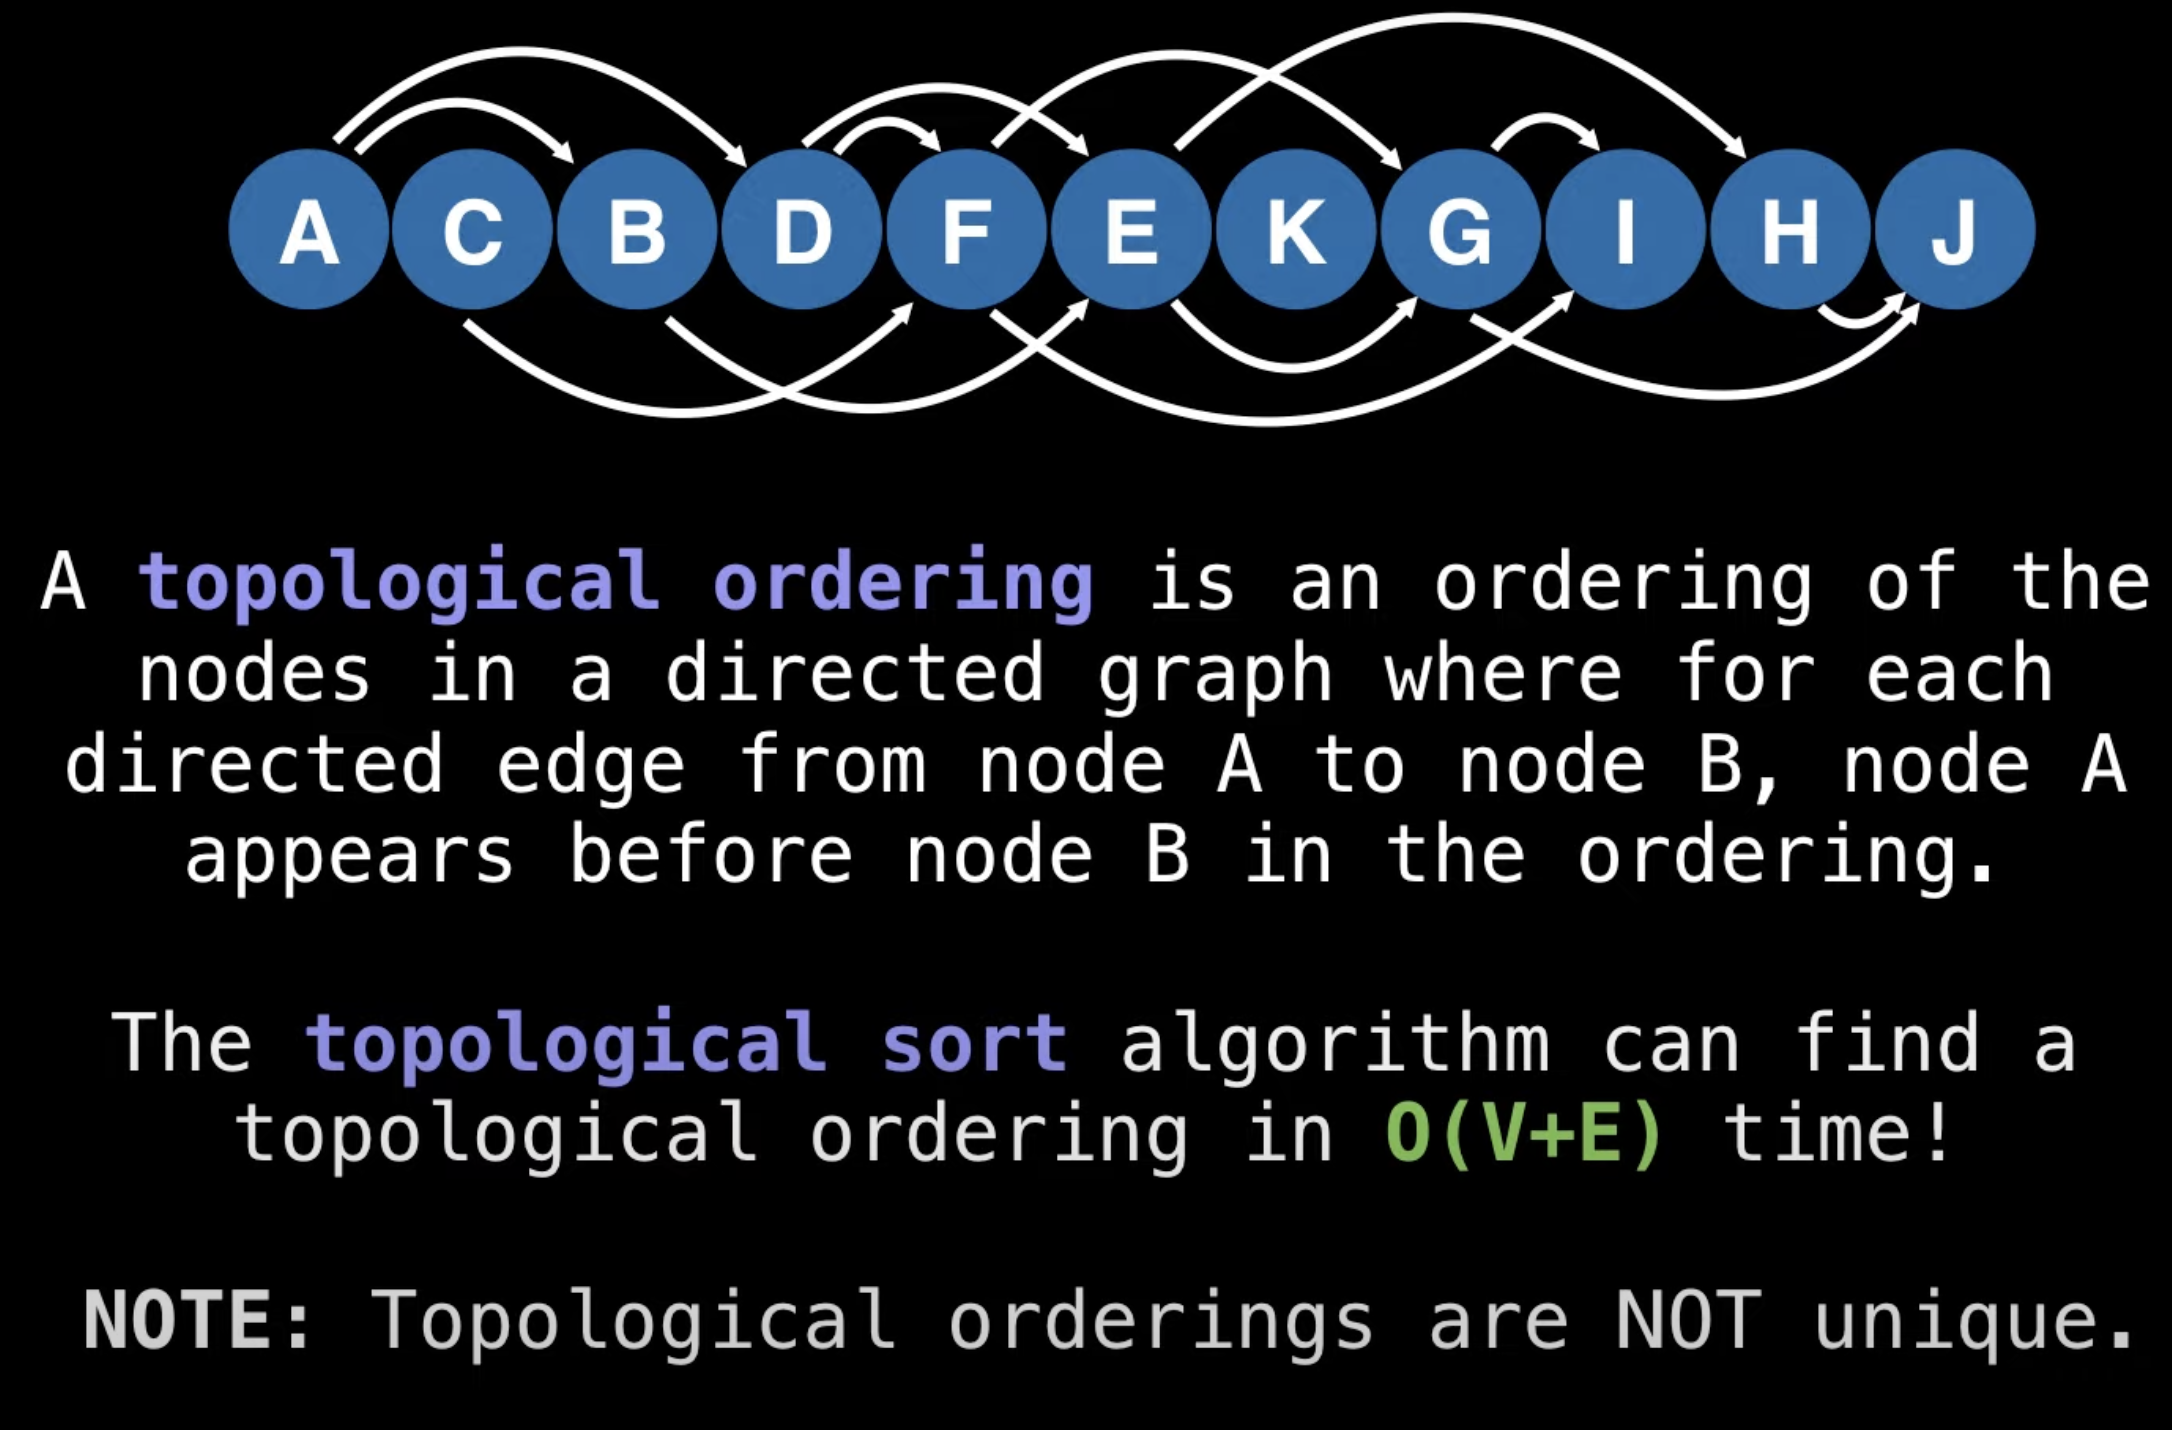 A C B D F E K G I H J
A topological ordering is an ordering of the
nodes in a directed graph where for each
directed edge from node A to node B, node A
appears before node B in the ordering.
The topological sort algorithm can find a
topological ordering in O(V+E) time!
NOTE: Topological orderings are NOT unique.